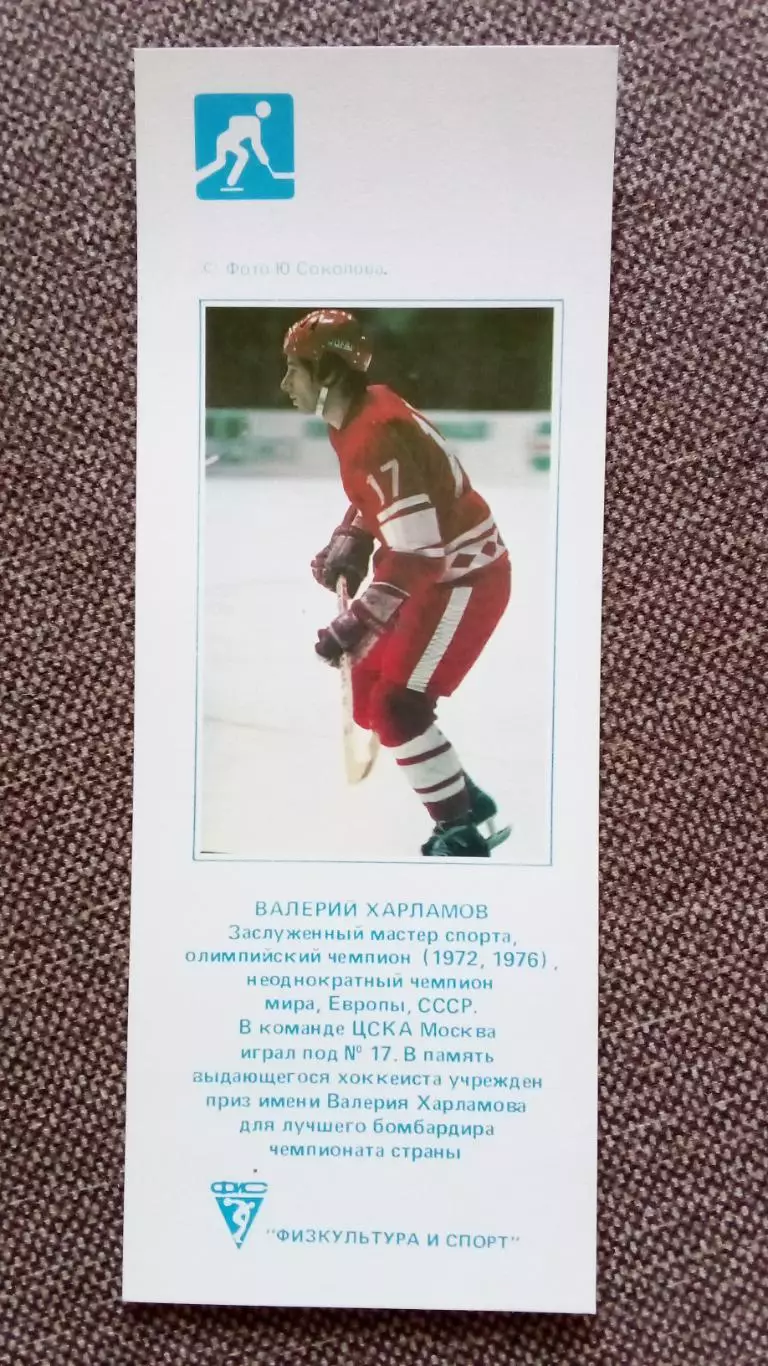 С Фото Ю Соколова.
17
ВАЛЕРИЙ ХАРЛАМОВ
Заслуженный мастер спорта,
олимпийский чемпион (1972, 1976),
неоднократный чемпион
мира, Европы, СССР.
В команде ЦСКА Москва
играл под № 17. В память
выдающегося хоккеиста учрежден
приз имени Валерия Харламова
для лучшего бомбардира
чемпионата страны
ФиС
"ФИЗКУЛЬТУРА И СПОРТ"